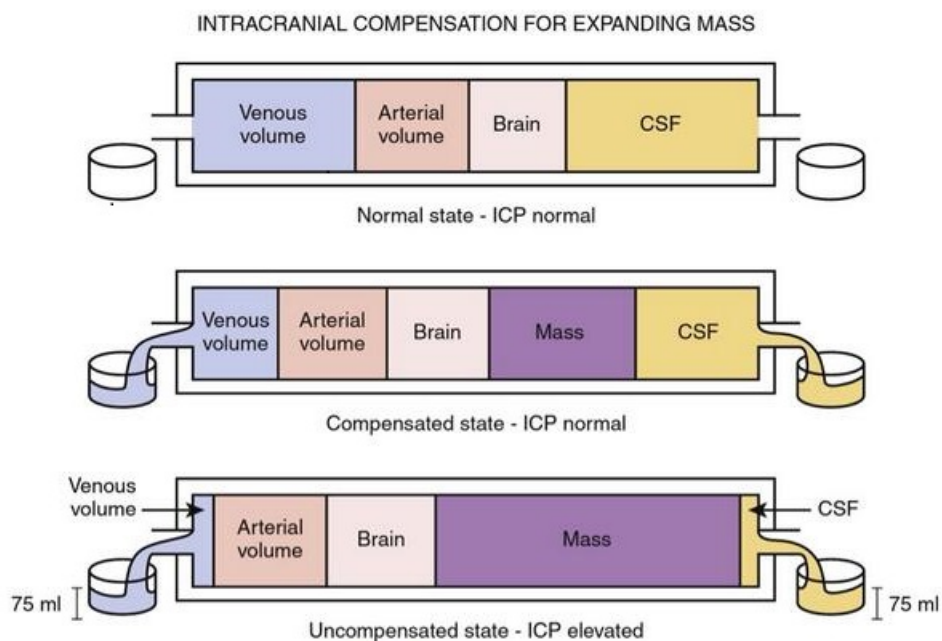 INTRACRANIAL COMPENSATION FOR EXPANDING MASS
Venous
volume
Arterial
volume
Brain
CSF
Normal state - ICP normal
Venous
volume
Arterial
volume
Brain
Mass
CSF
Compensated state - ICP normal
Venous
volume
Arterial
volume
Brain
Mass
CSF
75 ml
75 ml
Uncompensated state - ICP elevated